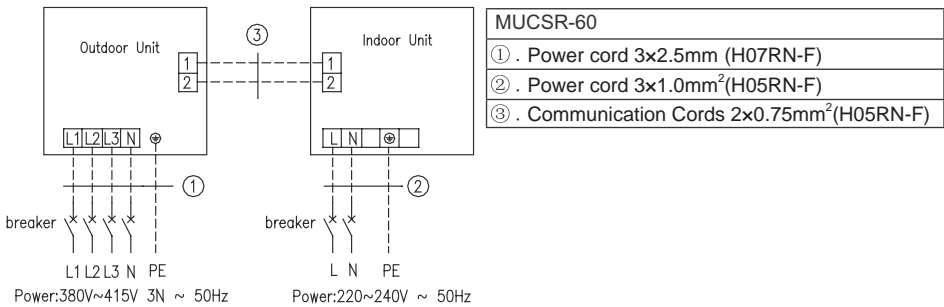 Outdoor Unit
1
2
L1 L2 L3 N
①
breaker
L1 L2 L3 N PE
Power:380V~415V 3N ~ 50Hz
③
Indoor Unit
1
2
L N
②
breaker
L N PE
Power:220~240V ~ 50Hz
MUCSR-60
① . Power cord 3×2.5mm (H07RN-F)
② . Power cord 3×1.0mm²(H05RN-F)
③ . Communication Cords 2×0.75mm²(H05RN-F)